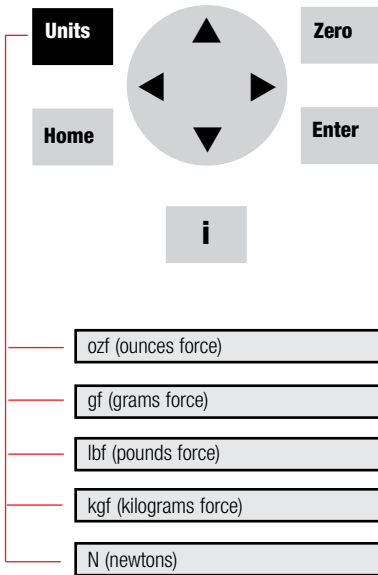 Units
Zero
Home
Enter
i
ozf (ounces force)
gf (grams force)
lbf (pounds force)
kgf (kilograms force)
N (newtons)